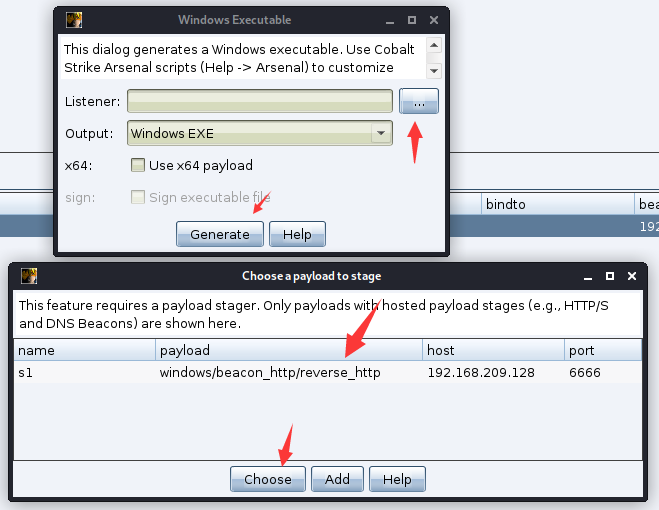 Windows Executable
This dialog generates a Windows executable. Use Cobalt
Strike Arsenal scripts (Help -> Arsenal) to customize
Listener:
...
Output: Windows EXE
x64: Use x64 payload
sign: Sign executable file
Generate Help
bindto bea
192
Choose a payload to stage
This feature requires a payload stager. Only payloads with hosted payload stages (e.g., HTTP/S
and DNS Beacons) are shown here.
name payload host port
s1 windows/beacon_http/reverse_http 192.168.209.128 6666
Choose Add Help